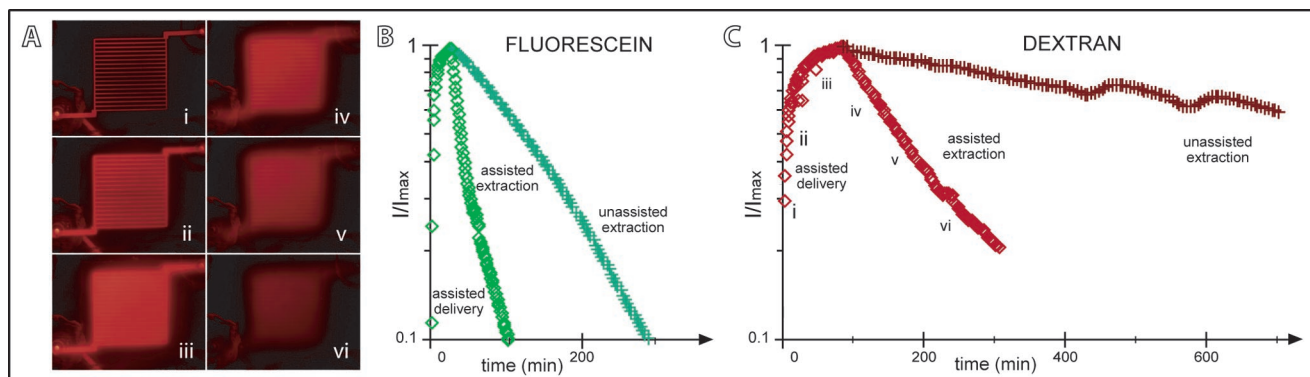 A
i
iv
ii
v
iii
vi
B
FLUORESCEIN
1
I/Imax
0.1
assisted
extraction
unassisted
extraction
assisted
delivery
0
200
time (min)
C
DEXTRAN
1
I/Imax
0.1
iii
ii
iv
assisted
delivery
i
v
assisted
extraction
vi
unassisted
extraction
0
200
400
600
time (min)